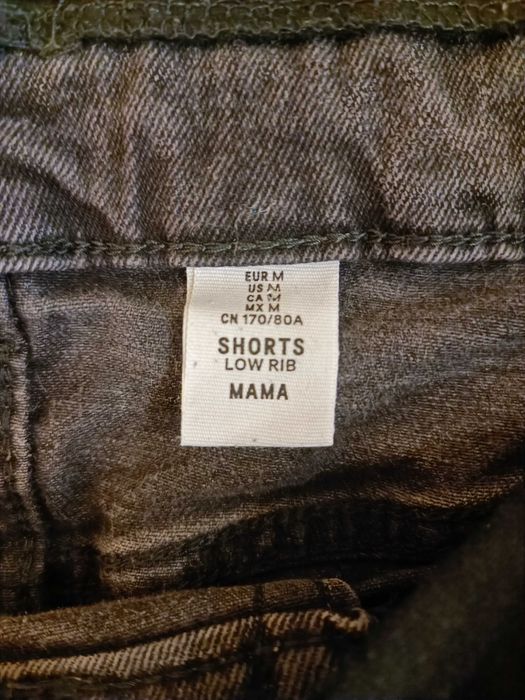 EUR M
US M
CA M
MX M
CN 170/80A
SHORTS
LOW RIB
MAMA